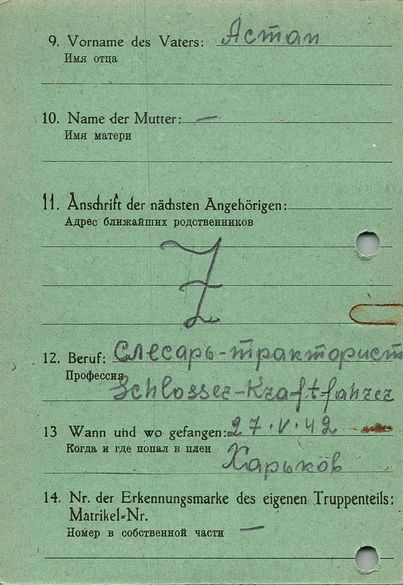 9. Vorname des Vaters: Астап
Имя отца
10. Name der Mutter: —
Имя матери
11. Anschrift der nächsten Angehörigen:
Адрес ближайших родственников
Z
12. Beruf: Слесарь-тракторист
Профессия
Schlosser-Kraftfahrer
13 Wann und wo gefangen: 27.V.42 —
Когда и где попал в плен
Харьков
14. Nr. der Erkennungsmarke des eigenen Truppenteils:
Matrikel-Nr.
Номер в собственной части —